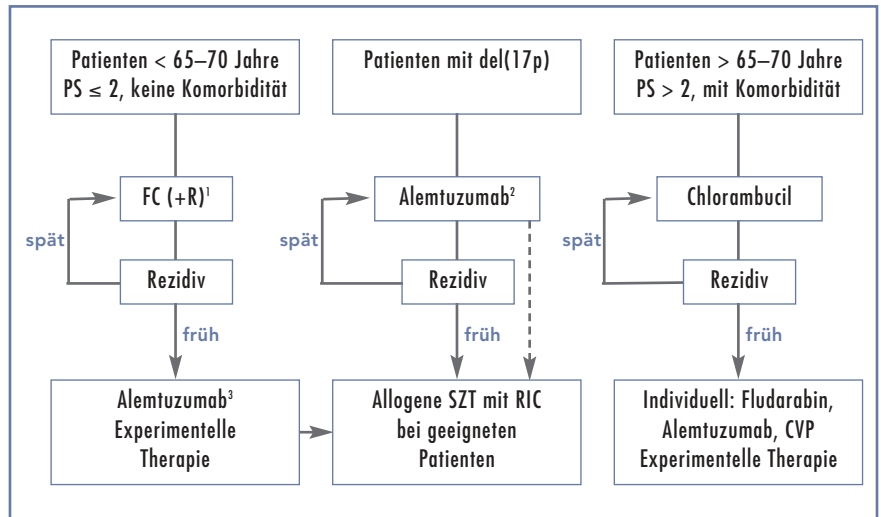 Patienten < 65–70 Jahre
PS ≤ 2, keine Komorbidität
Patienten mit del(17p)
Patienten > 65–70 Jahre
PS > 2, mit Komorbidität
FC (+R)¹
Alemtuzumab²
Chlorambucil
spät
spät
spät
Rezidiv
Rezidiv
Rezidiv
früh
früh
früh
Alemtuzumab³
Experimentelle
Therapie
Allogene SZT mit RIC
bei geeigneten
Patienten
Individuell: Fludarabin,
Alemtuzumab, CVP
Experimentelle Therapie